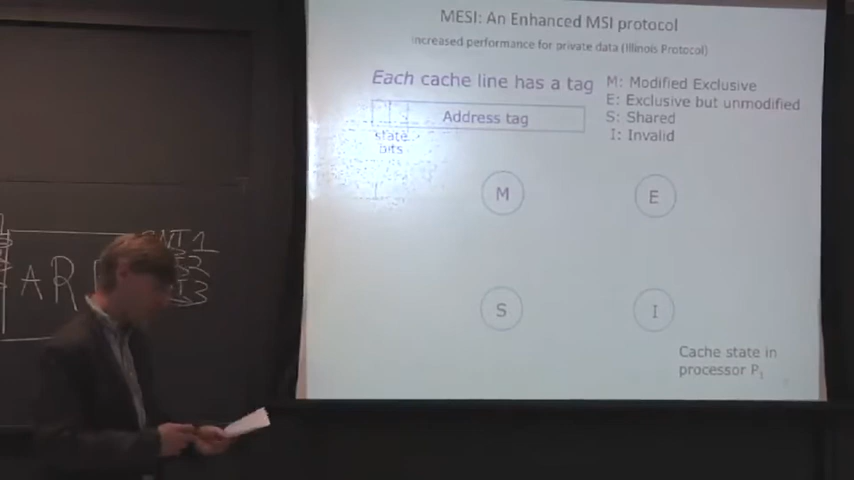 MESI: An Enhanced MSI protocol
increased performance for private data (Illinois Protocol)
Each cache line has a tag
M: Modified Exclusive
E: Exclusive but unmodified
S: Shared
I: Invalid
Address tag
state
bits
M
E
S
I
Cache state in
processor P1